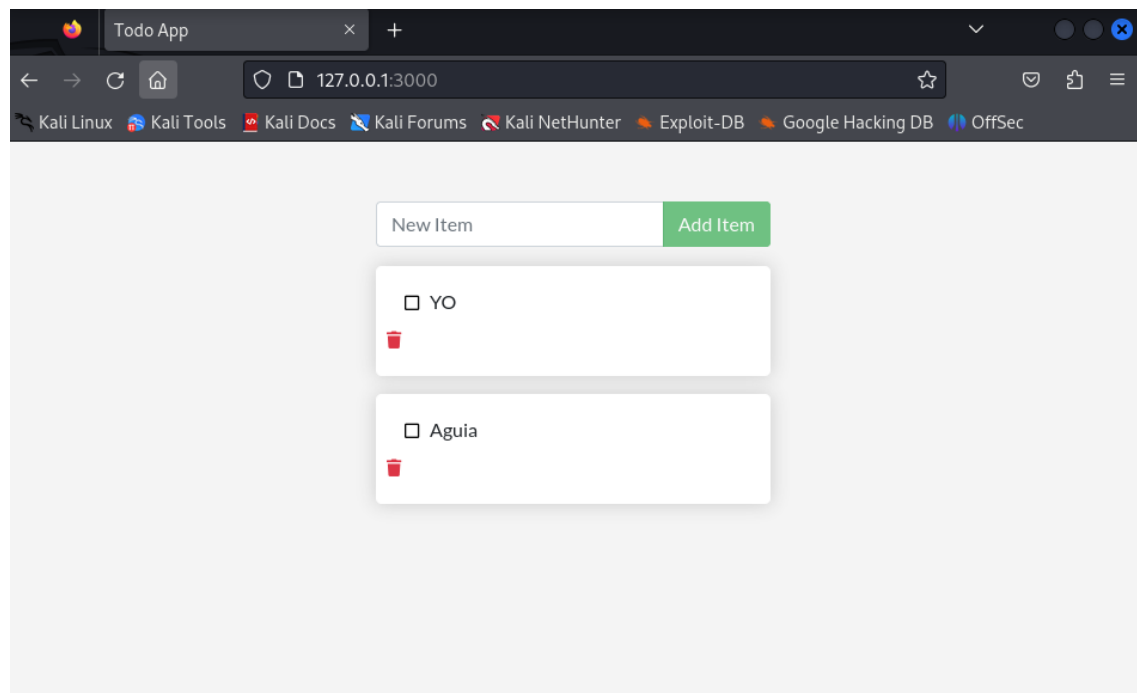 Todo App
127.0.0.1:3000
Kali Linux Kali Tools Kali Docs Kali Forums Kali NetHunter Exploit-DB Google Hacking DB OffSec
New Item Add Item
YO
Aguia